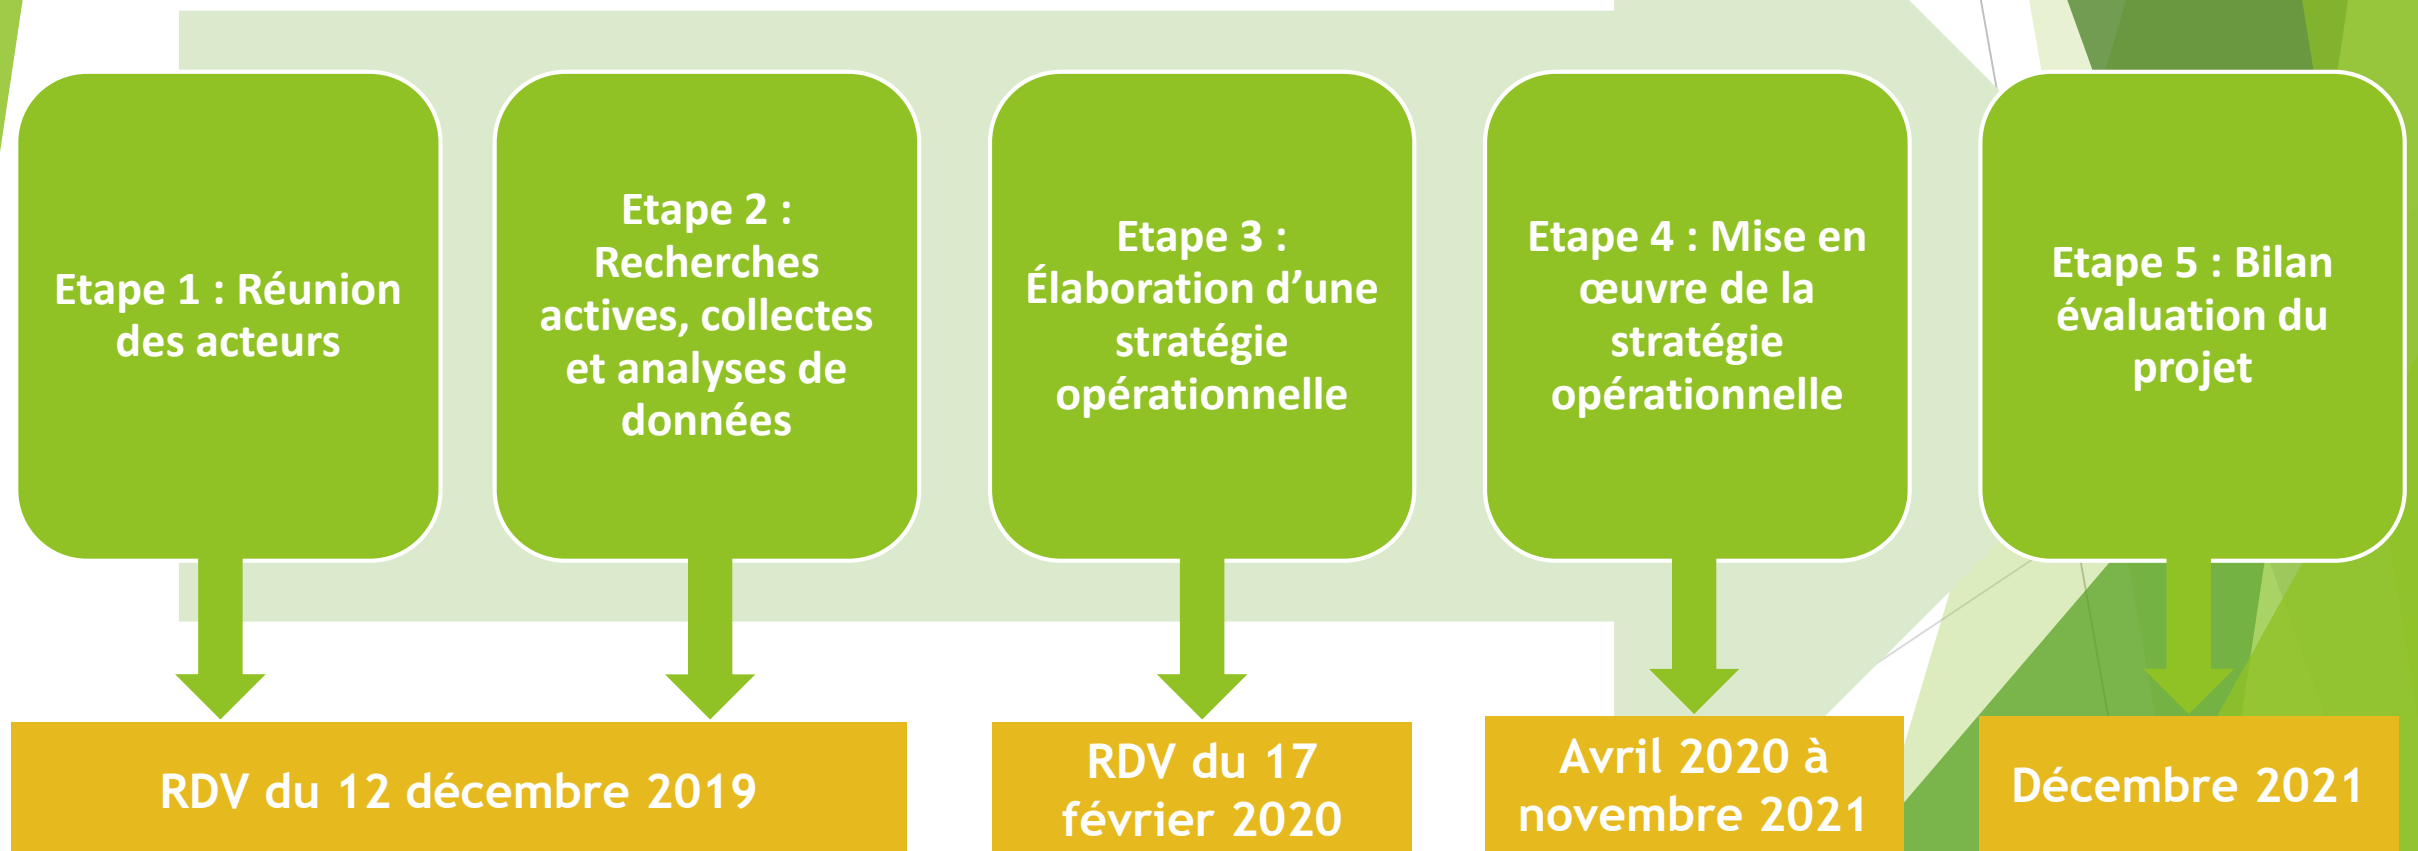 Etape 1 : Réunion
des acteurs
Etape 2 :
Recherches
actives, collectes
et analyses de
données
Etape 3 :
Élaboration d’une
stratégie
opérationnelle
Etape 4 : Mise en
œuvre de la
stratégie
opérationnelle
Etape 5 : Bilan
évaluation du
projet
RDV du 12 décembre 2019
RDV du 17
février 2020
Avril 2020 à
novembre 2021
Décembre 2021